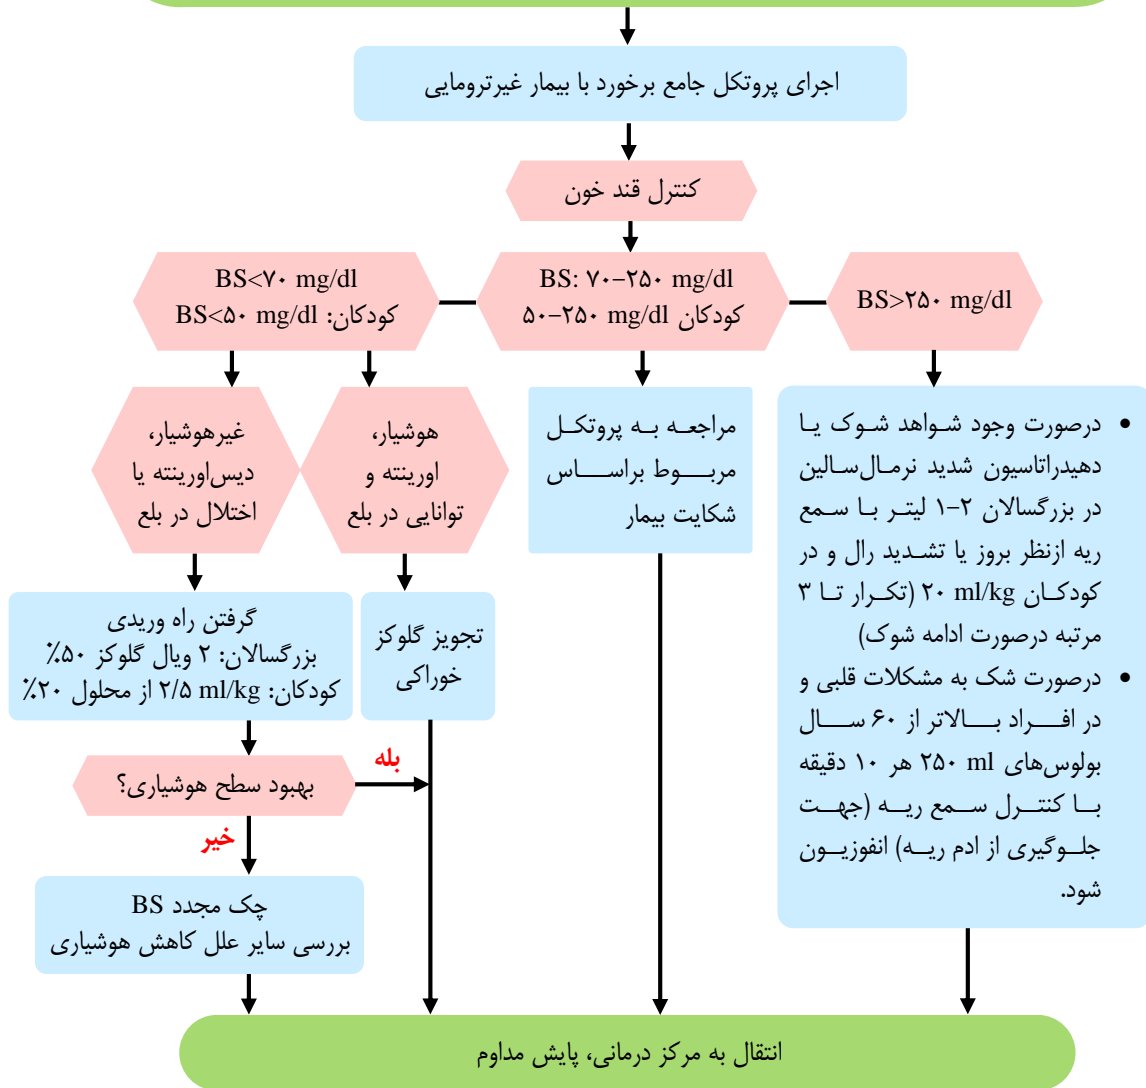 اجرای پروتکل جامع برخورد با بیمار غیرترومایی
کنترل قند خون
BS>۲۵۰ mg/dl
BS: ۷۰–۲۵۰ mg/dl
کودکان ۵۰–۲۵۰ mg/dl
BS<۷۰ mg/dl
کودکان: BS<۵۰ mg/dl
• درصورت وجود شواهد شوک یا
دهیدراتاسیون شدید نرمال‌سالین
در بزرگسالان ۲–۱ لیتر با سمع
ریه ازنظر بروز یا تشدید رال و در
کودکان ۲۰ ml/kg (تکرار تا ۳
مرتبه درصورت ادامه شوک)
• درصورت شک به مشکلات قلبی و
در افراد بالاتر از ۶۰ سال
بولوس‌های ۲۵۰ ml هر ۱۰ دقیقه
با کنترل سمع ریه (جهت
جلوگیری از ادم ریه) انفوزیون
شود.
مراجعه به پروتکل
مربوط براساس
شکایت بیمار
هوشیار،
اورینته و
توانایی در بلع
غیرهوشیار،
دیس‌اورینته یا
اختلال در بلع
تجویز گلوکز
خوراکی
گرفتن راه وریدی
بزرگسالان: ۲ ویال گلوکز ۵۰٪
کودکان: ۲/۵ ml/kg از محلول ۲۰٪
بهبود سطح هوشیاری؟
بله
خیر
چک مجدد BS
بررسی سایر علل کاهش هوشیاری
انتقال به مرکز درمانی، پایش مداوم